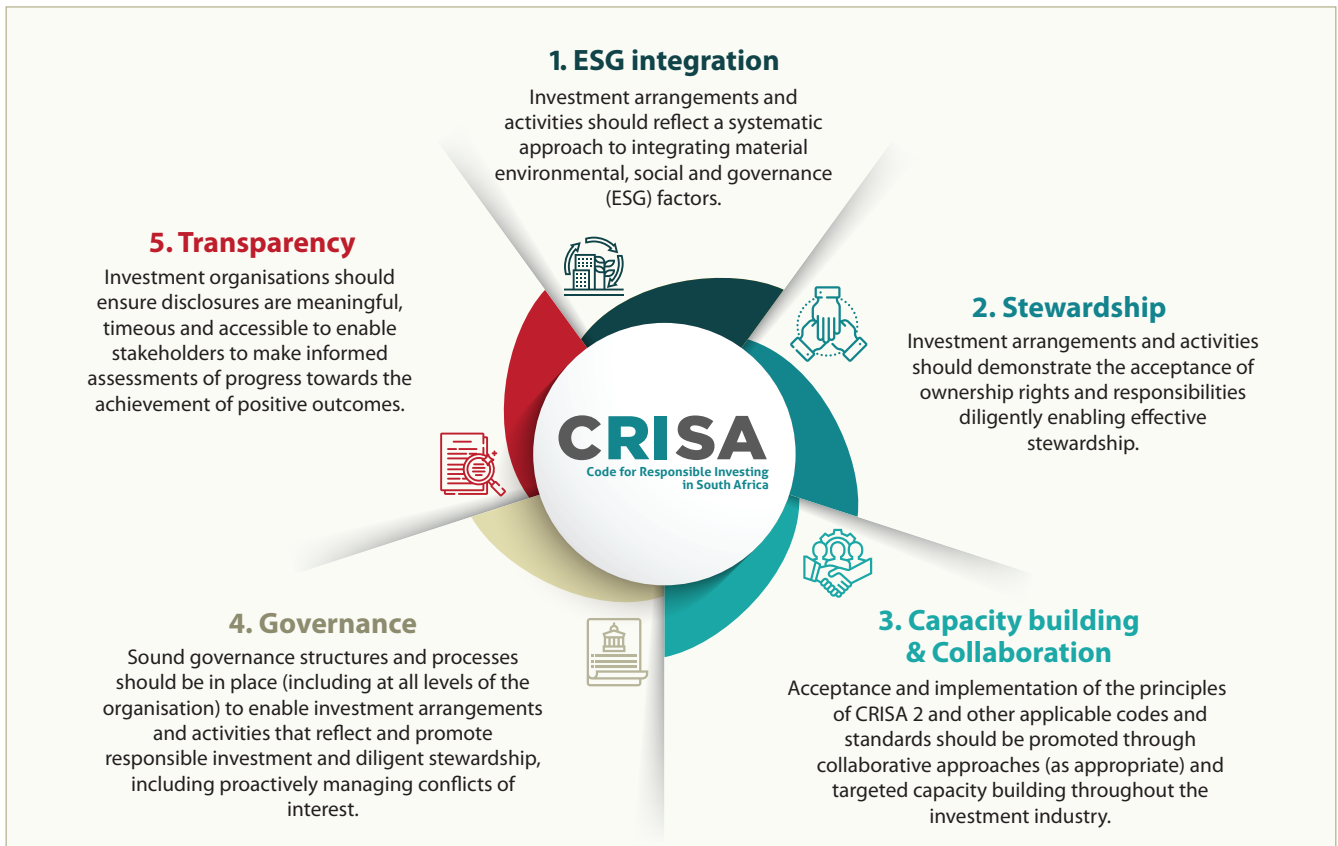 1. ESG integration
Investment arrangements and
activities should reflect a systematic
approach to integrating material
environmental, social and governance
(ESG) factors.
2. Stewardship
Investment arrangements and activities
should demonstrate the acceptance of
ownership rights and responsibilities
diligently enabling effective
stewardship.
3. Capacity building
& Collaboration
Acceptance and implementation of the principles
of CRISA 2 and other applicable codes and
standards should be promoted through
collaborative approaches (as appropriate) and
targeted capacity building throughout the
investment industry.
4. Governance
Sound governance structures and processes
should be in place (including at all levels of the
organisation) to enable investment arrangements
and activities that reflect and promote
responsible investment and diligent stewardship,
including proactively managing conflicts of
interest.
5. Transparency
Investment organisations should
ensure disclosures are meaningful,
timeous and accessible to enable
stakeholders to make informed
assessments of progress towards the
achievement of positive outcomes.
CRISA
Code for Responsible Investing
in South Africa